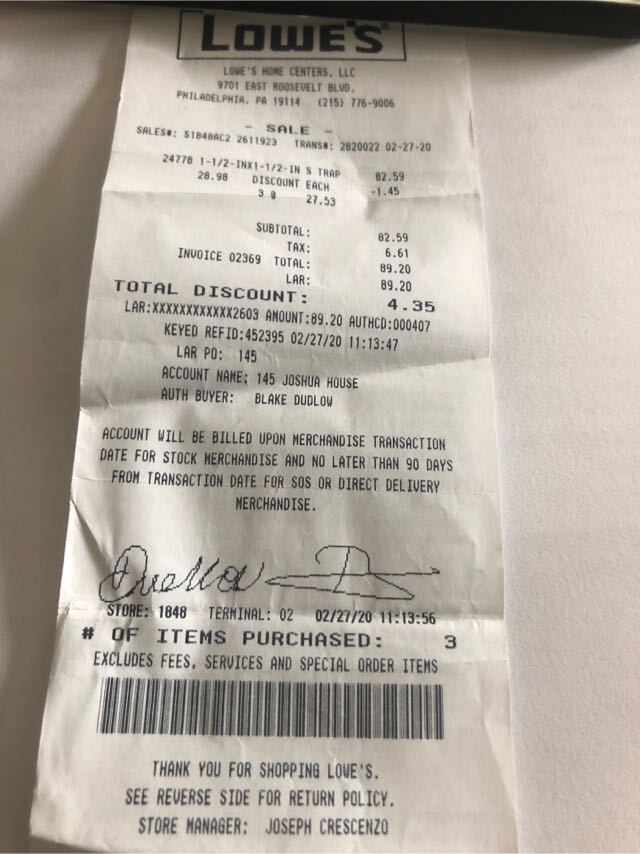 LOWE'S
LOWE'S HOME CENTERS, LLC
9701 EAST ROOSEVELT BLVD.
PHILADELPHIA, PA 19114 (215) 776-9006
- SALE -
SALES#: S1848AC2 2611923 TRANS#: 2820022 02-27-20
24778 1-1/2-INX1-1/2-IN S TRAP 82.59
28.98 DISCOUNT EACH -1.45
3 @ 27.53
SUBTOTAL: 82.59
TAX: 6.61
INVOICE 02369 TOTAL: 89.20
LAR: 89.20
TOTAL DISCOUNT: 4.35
LAR:XXXXXXXXXXXX2603 AMOUNT:89.20 AUTHCD:000407
KEYED REFID:452395 02/27/20 11:13:47
LAR PO: 145
ACCOUNT NAME: 145 JOSHUA HOUSE
AUTH BUYER: BLAKE DUDLOW
ACCOUNT WILL BE BILLED UPON MERCHANDISE TRANSACTION
DATE FOR STOCK MERCHANDISE AND NO LATER THAN 90 DAYS
FROM TRANSACTION DATE FOR SOS OR DIRECT DELIVERY
MERCHANDISE.
STORE: 1848 TERMINAL: 02 02/27/20 11:13:56
# OF ITEMS PURCHASED: 3
EXCLUDES FEES, SERVICES AND SPECIAL ORDER ITEMS
THANK YOU FOR SHOPPING LOWE'S.
SEE REVERSE SIDE FOR RETURN POLICY.
STORE MANAGER: JOSEPH CRESCENZO